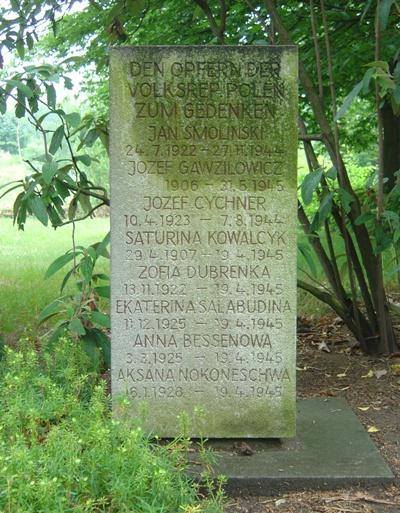 DEN OPFERN DER
VOLKSREP. POLEN
ZUM GEDENKEN
JAN SMOLINSKI
24.7.1922 – 27.11.1944
JOZEF GAWZILOWICZ
1906 – 31.5.1945
JOZEF CYCHNER
10.4.1923 – 7.8.1944
SATURINA KOWALCYK
29.4.1907 – 19.4.1945
ZOFIA DUBRENKA
13.11.1922 – 19.4.1945
EKATERINA SALABUDINA
11.12.1925 – 19.4.1945
ANNA BESSENOWA
3.3.1925 – 19.4.1945
AKSANA NOKONESCHWA
16.1.1926 – 19.4.1945